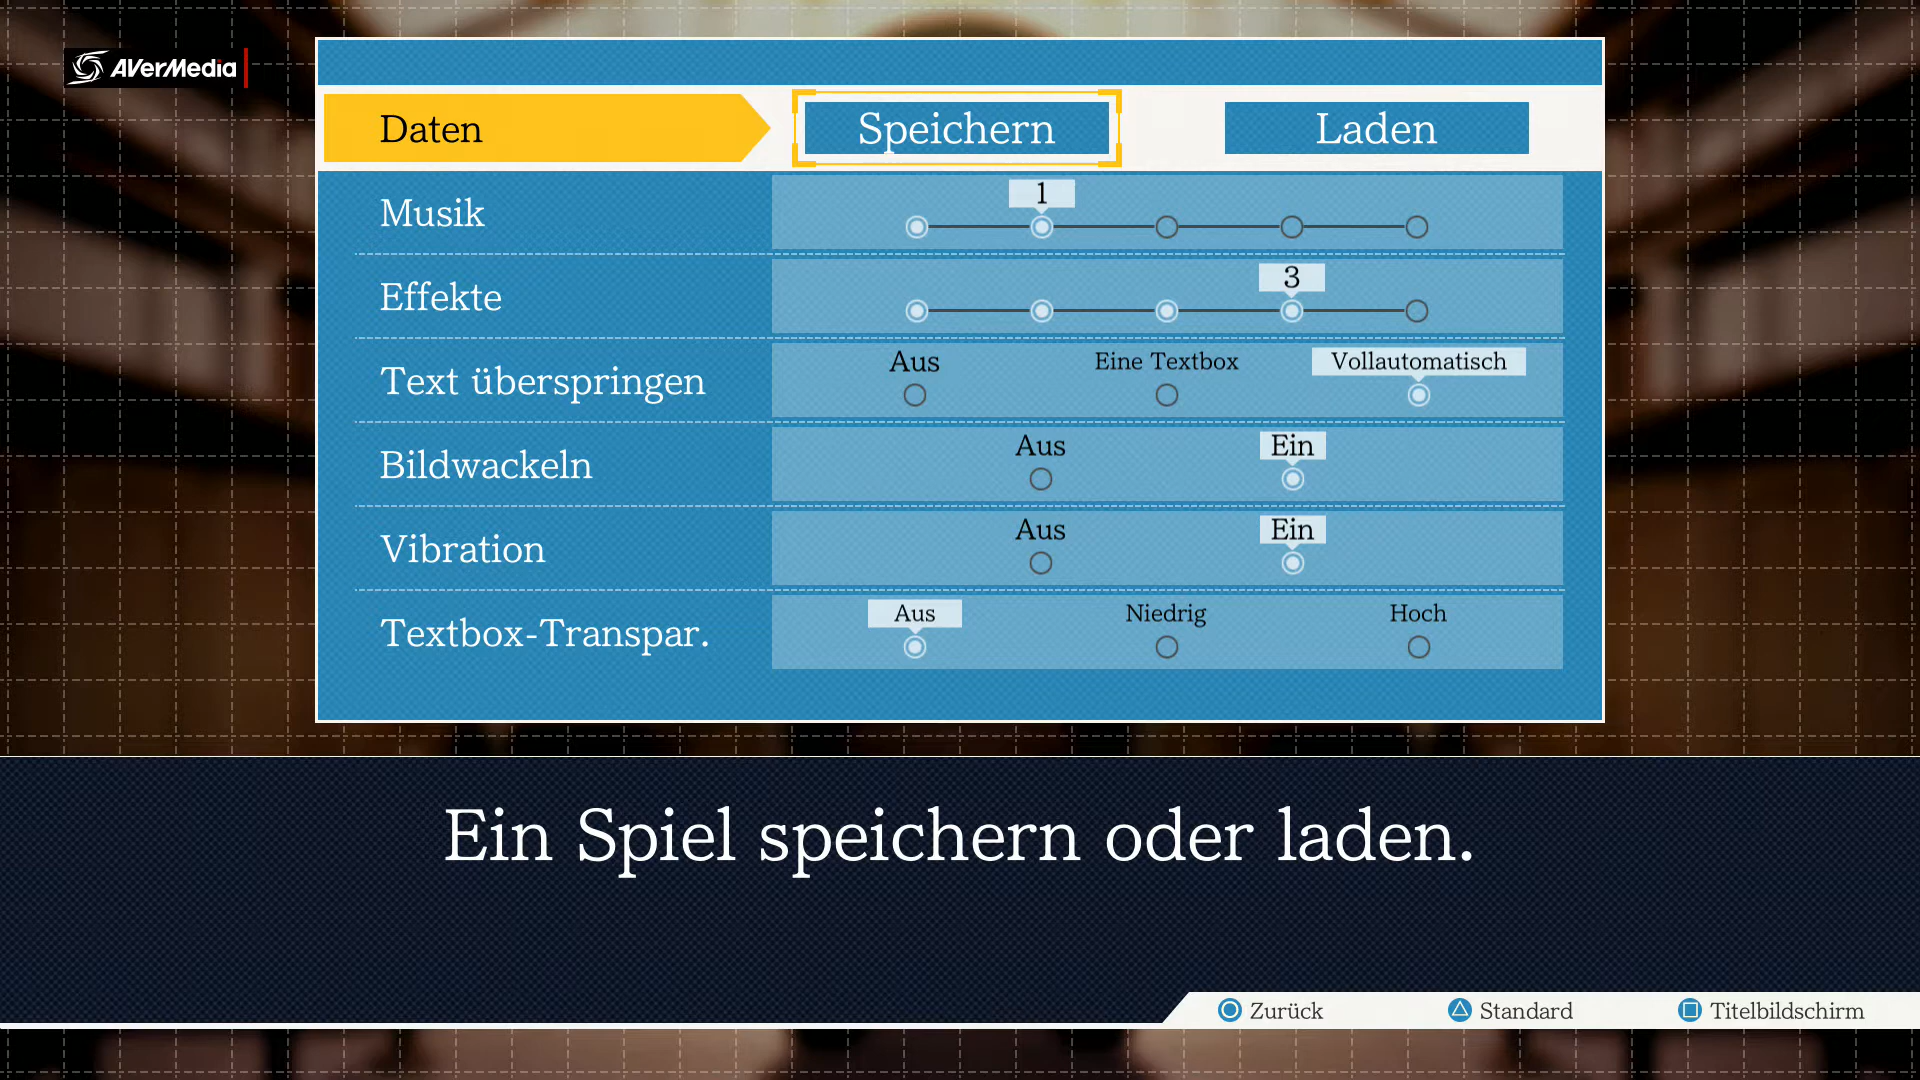 AVerMedia
Daten Speichern Laden
Musik 1
Effekte 3
Text überspringen Aus Eine Textbox Vollautomatisch
Bildwackeln Aus Ein
Vibration Aus Ein
Textbox-Transpar. Aus Niedrig Hoch
Ein Spiel speichern oder laden.
Zurück Standard Titelbildschirm